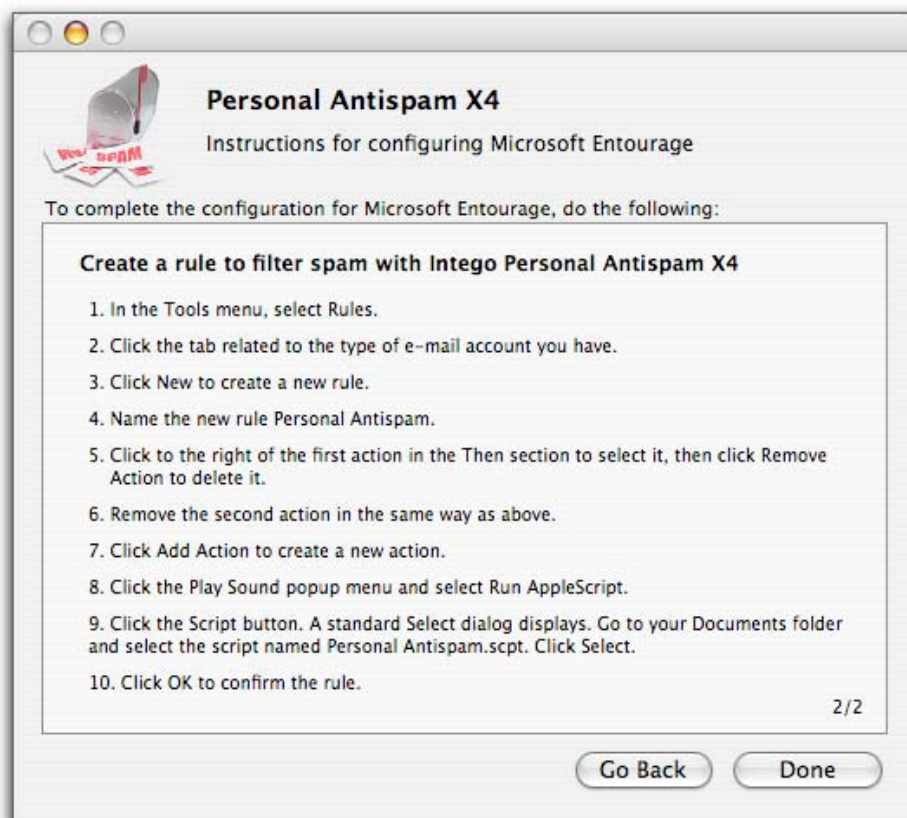 Personal Antispam X4
Instructions for configuring Microsoft Entourage
You! SPAM
To complete the configuration for Microsoft Entourage, do the following:
Create a rule to filter spam with Intego Personal Antispam X4
1. In the Tools menu, select Rules.
2. Click the tab related to the type of e-mail account you have.
3. Click New to create a new rule.
4. Name the new rule Personal Antispam.
5. Click to the right of the first action in the Then section to select it, then click Remove
Action to delete it.
6. Remove the second action in the same way as above.
7. Click Add Action to create a new action.
8. Click the Play Sound popup menu and select Run AppleScript.
9. Click the Script button. A standard Select dialog displays. Go to your Documents folder
and select the script named Personal Antispam.scpt. Click Select.
10. Click OK to confirm the rule.
2/2
Go Back
Done